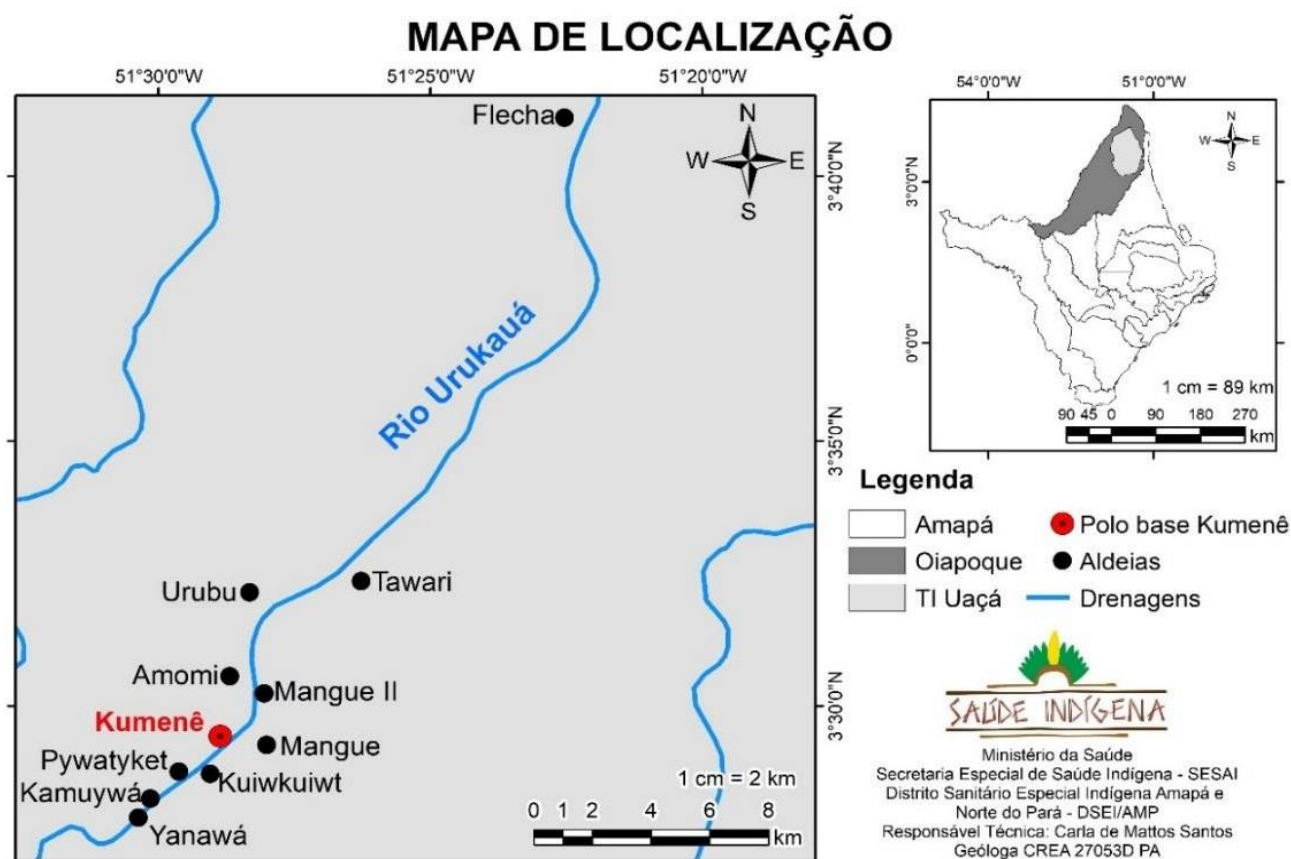 MAPA DE LOCALIZAÇÃO
51°30'0"W
51°25'0"W
51°20'0"W
Flecha
N
W
E
S
3°40'0"N
Rio Urukauá
3°35'0"N
Urubu
Tawari
Amomi
Mangue II
3°30'0"N
Kumenê
Mangue
Pywatyket
Kuiwkuiwt
Kamuywá
Yanawá
1 cm = 2 km
0 1 2 4 6 8
km
54°0'0"W
51°0'0"W
N
W
E
S
3°0'0"N
0°0'0"
1 cm = 89 km
90 45 0 90 180 270
km
Legenda
Amapá
Polo base Kumenê
Oiapoque
Aldeias
TI Uaçá
Drenagens
SAÚDE INDÍGENA
Ministério da Saúde
Secretaria Especial de Saúde Indígena - SESAI
Distrito Sanitário Especial Indígena Amapá e
Norte do Pará - DSEI/AMP
Responsável Técnica: Carla de Mattos Santos
Geóloga CREA 27053D PA